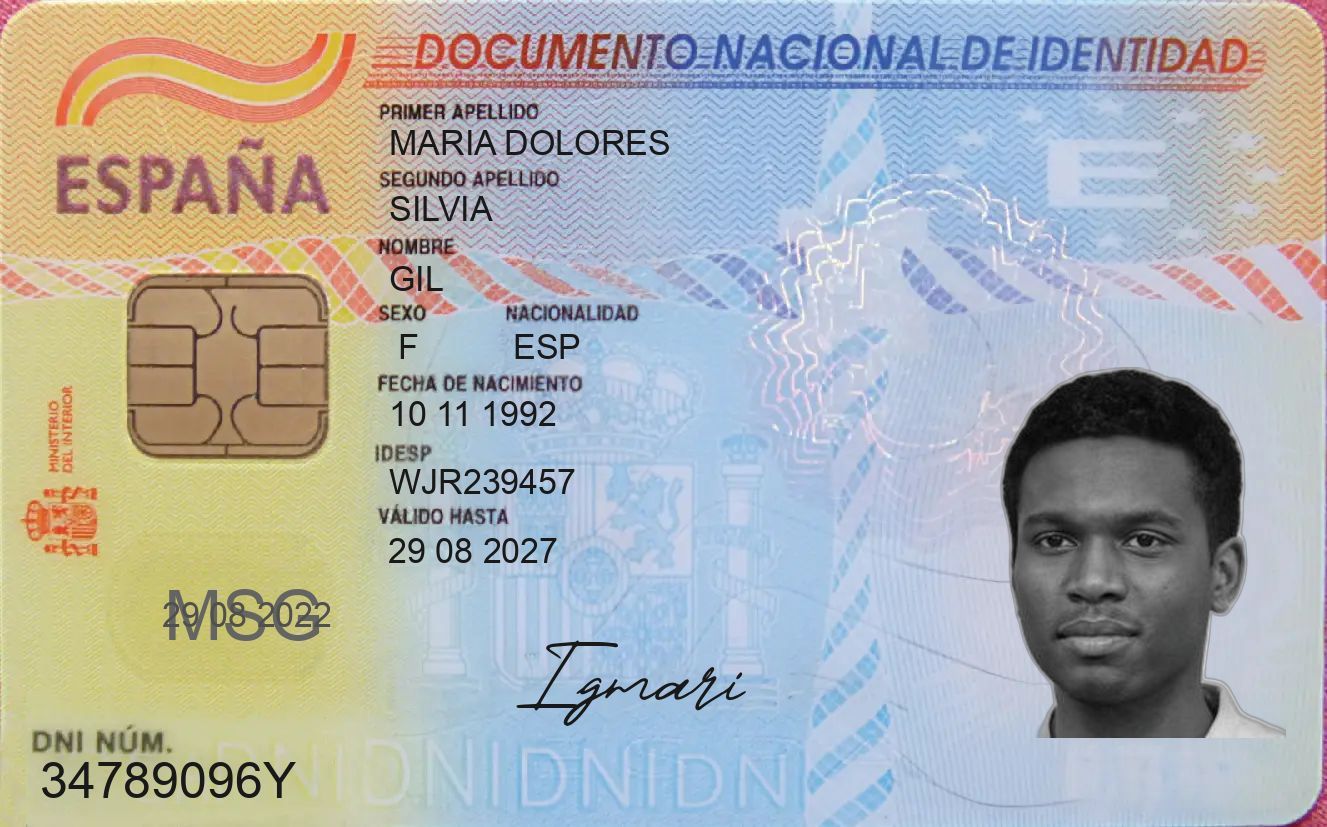 DOCUMENTO NACIONAL DE IDENTIDAD
ESPAÑA
PRIMER APELLIDO
MARIA DOLORES
SEGUNDO APELLIDO
SILVIA
NOMBRE
GIL
SEXO NACIONALIDAD
F ESP
FECHA DE NACIMIENTO
10 11 1992
IDESP
WJR239457
VÁLIDO HASTA
29 08 2027
E
MINISTERIO
DEL INTERIOR
MSG
29 08 2022
Igmari
DNI NÚM.
34789096Y
DNIDNIDNIDNI